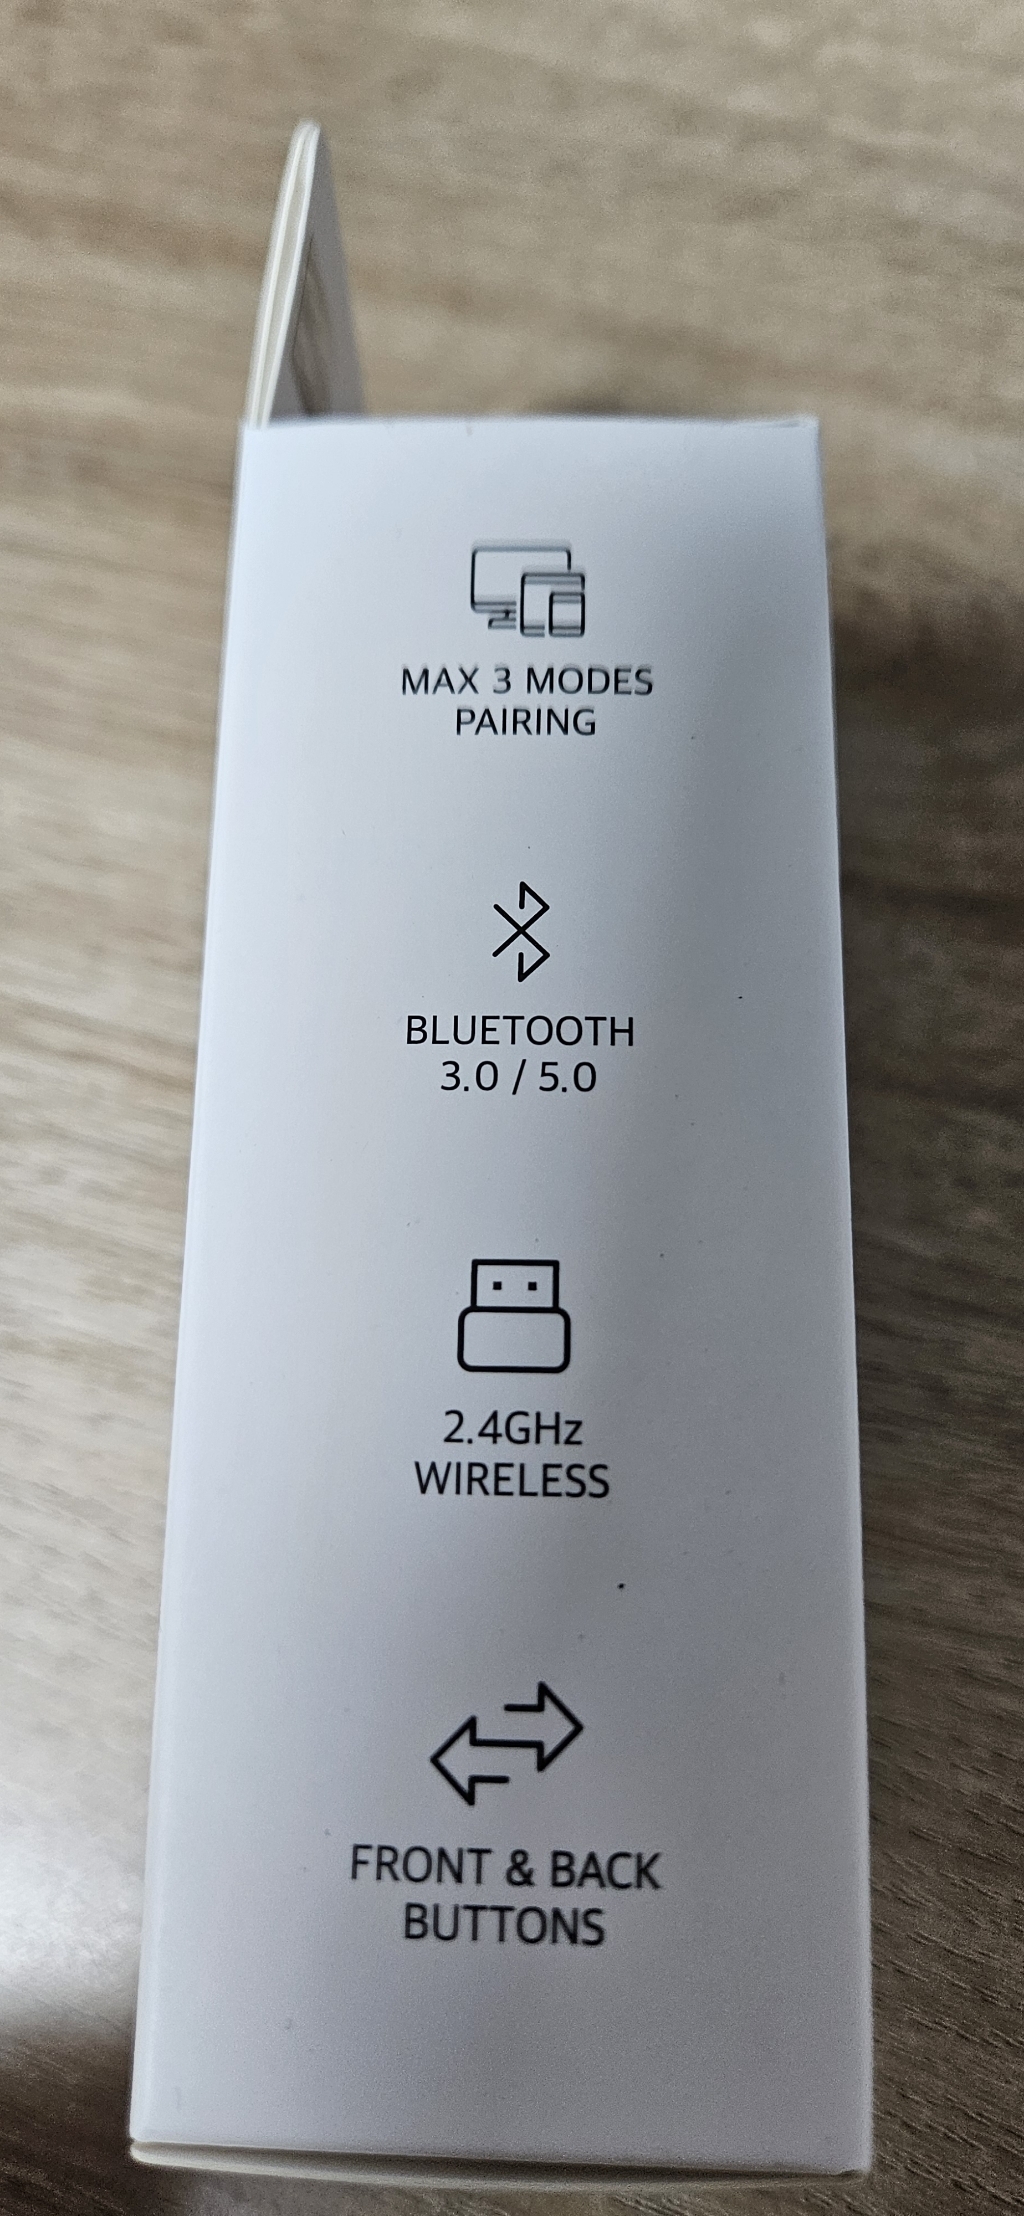 MAX 3 MODES
PAIRING
BLUETOOTH
3.0 / 5.0
2.4GHz
WIRELESS
FRONT & BACK
BUTTONS